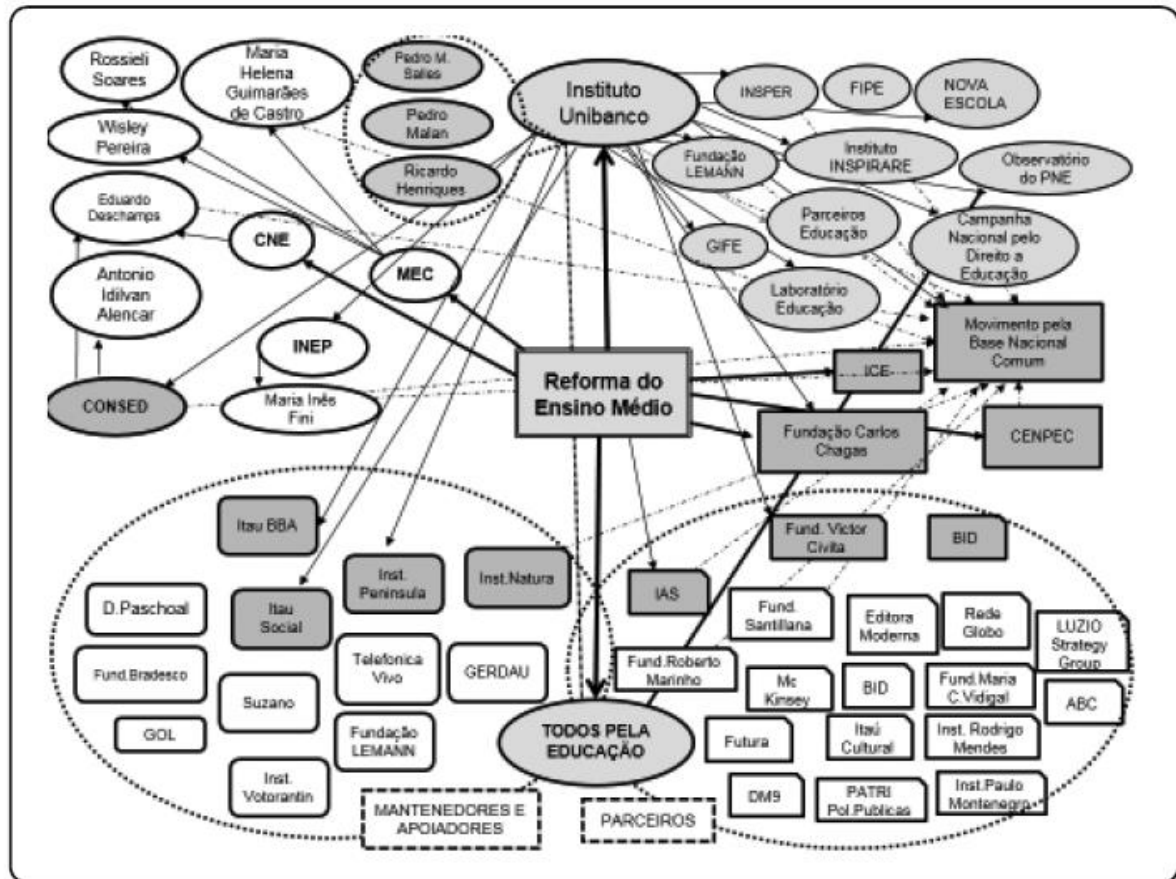 Rossieli
Soares
Maria
Helena
Guimarães
de Castro
Pedro M.
Salles
Instituto
Unibanco
INSPER
FIPE
NOVA
ESCOLA
Wisley
Pereira
Pedro
Malan
Fundação
LEMANN
Instituto
INSPIRARE
Observatório
do PNE
Eduardo
Deschamps
Ricardo
Henriques
CNE
MEC
GIFE
Parceiros
Educação
Campanha
Nacional pelo
Direito a
Educação
Antonio
Idilvan
Alencar
Laboratório
Educação
INEP
Movimento pela
Base Nacional
Comum
CONSED
Maria Inês
Fini
Reforma do
Ensino Médio
ICE
Fundação Carlos
Chagas
CENPEC
Itau BBA
Inst.
Peninsula
Inst.Natura
IAS
Fund. Victor
Civita
BID
D.Paschoal
Itau
Social
Fund.
Santillana
Editora
Moderna
Rede
Globo
LUZIO
Strategy
Group
Fund.Bradesco
Suzano
Telefonica
Vivo
GERDAU
Fund.Roberto
Marinho
Mc
Kinsey
BID
Fund.Maria
C.Vidigal
ABC
GOL
Fundação
LEMANN
TODOS PELA
EDUCAÇÃO
Futura
Itaú
Cultural
Inst. Rodrigo
Mendes
Inst.
Votorantin
DM9
PATRI
Pol.Publicas
Inst.Paulo
Montenegro
MANTENEDORES E
APOIADORES
PARCEIROS